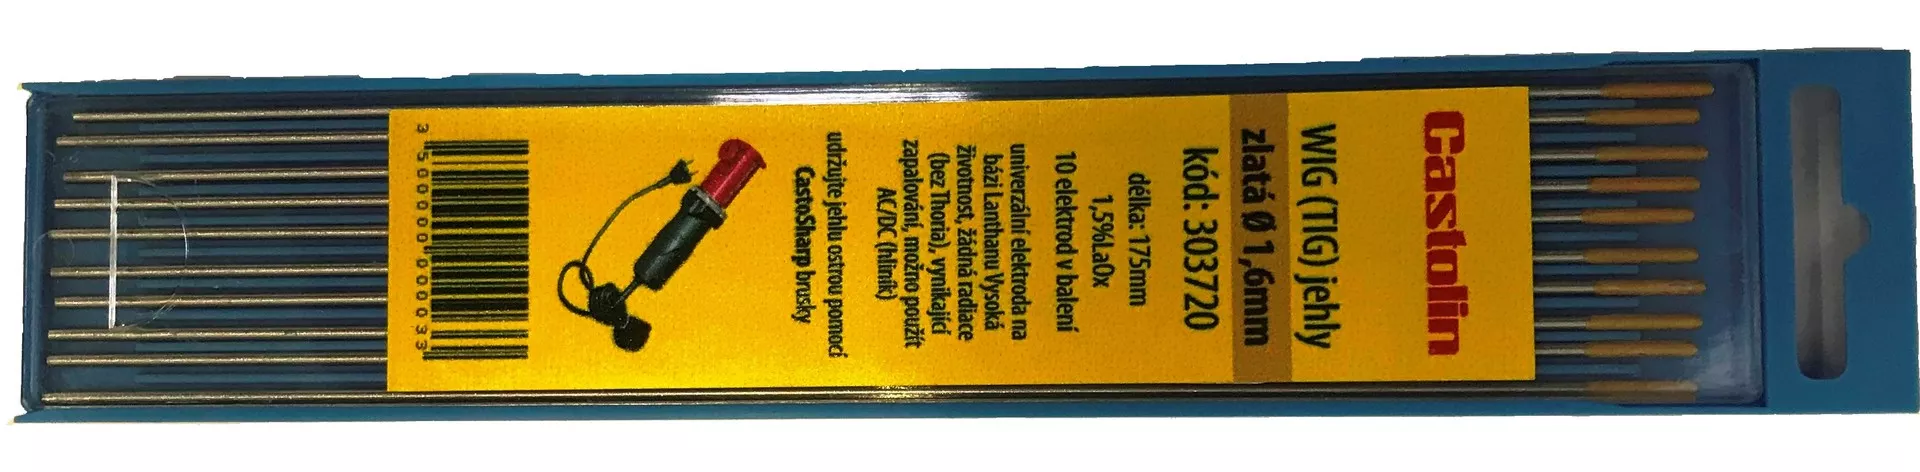 Castolin
WIG (TIG) jehly
zlatá Ø 1,6mm
kód: 303720
délka: 175mm
1,5%LaOx
10 elektrod v balení
univerzální elektroda na
bázi Lanthanu Vysoká
životnost, žádná radiace
(bez Thoria), vynikající
zapalování, možno použít
AC/DC (hliník)
udržujte jehlu ostrou pomocí
CastoSharp brusky
3500000000033